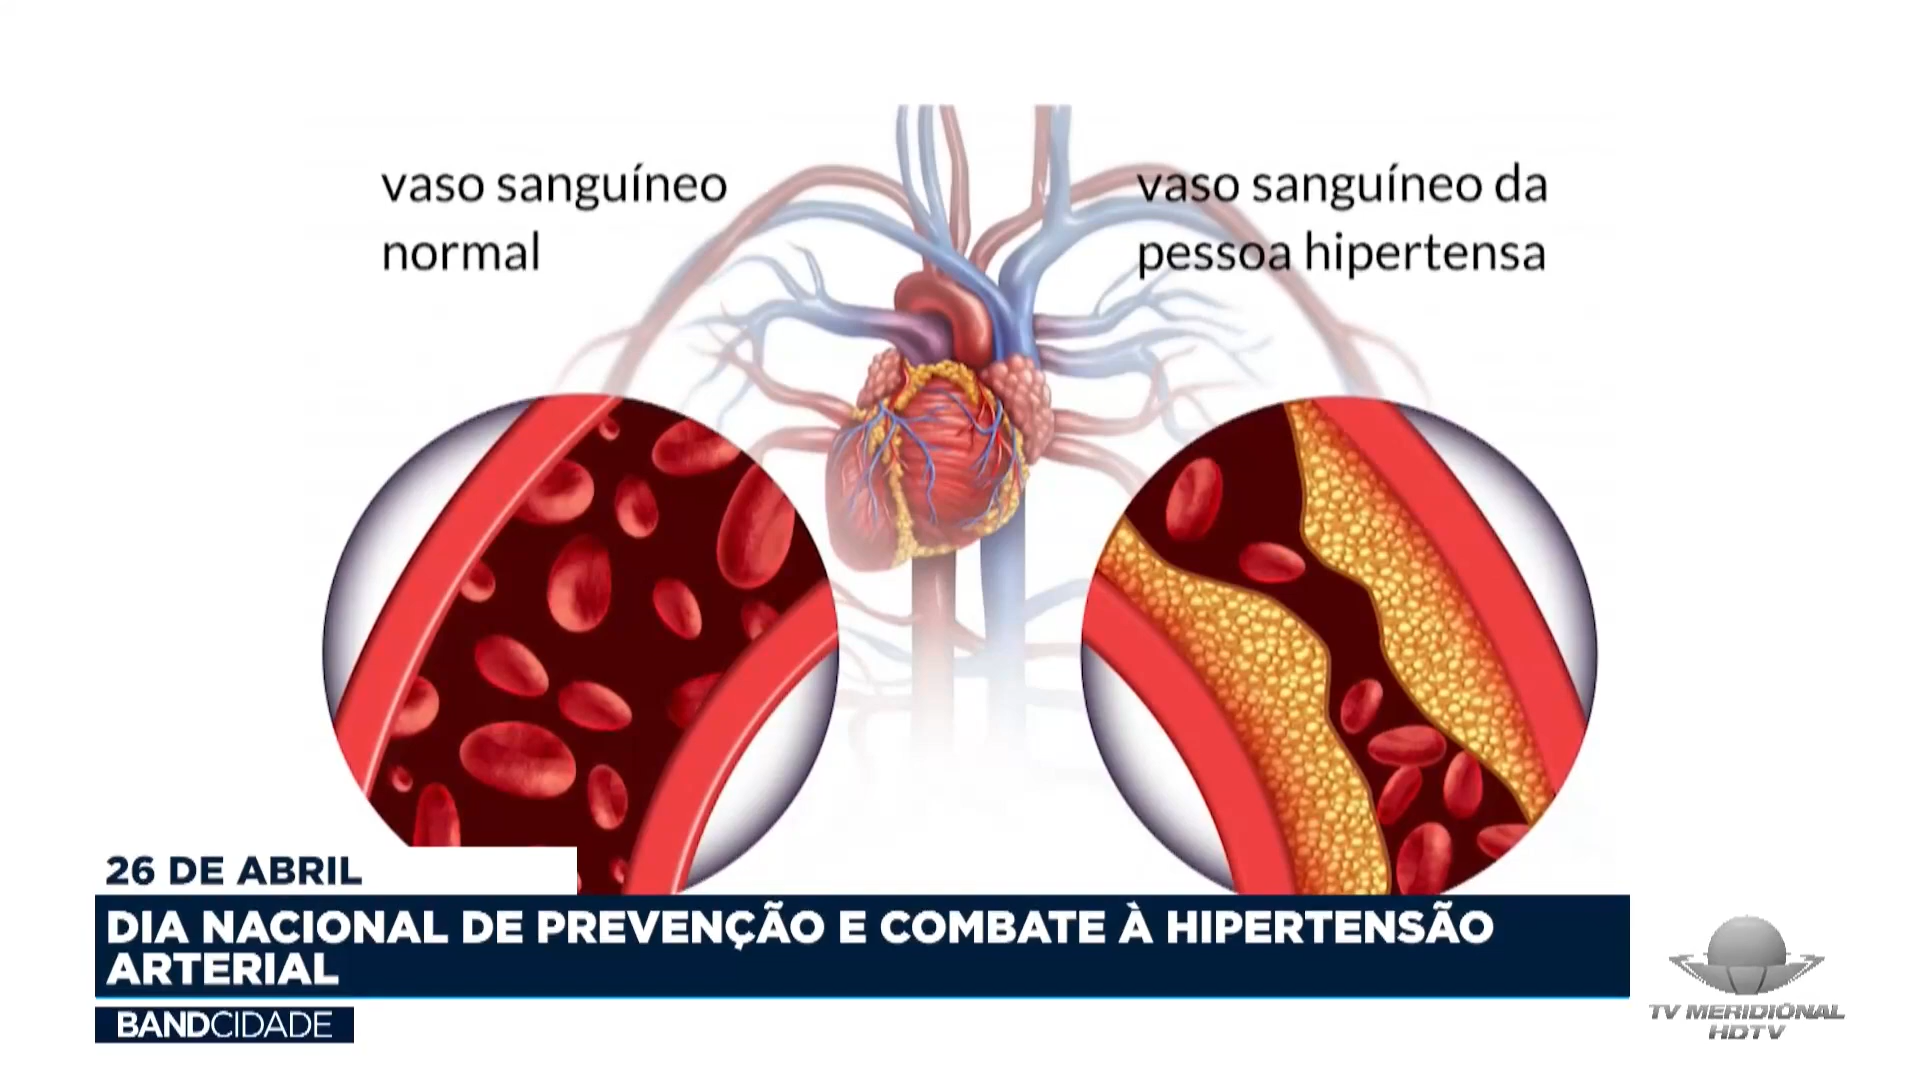 vaso sanguíneo
normal
vaso sanguíneo da
pessoa hipertensa
26 DE ABRIL
DIA NACIONAL DE PREVENÇÃO E COMBATE À HIPERTENSÃO
ARTERIAL
BANDCIDADE
TV MERIDIONAL
HDTV